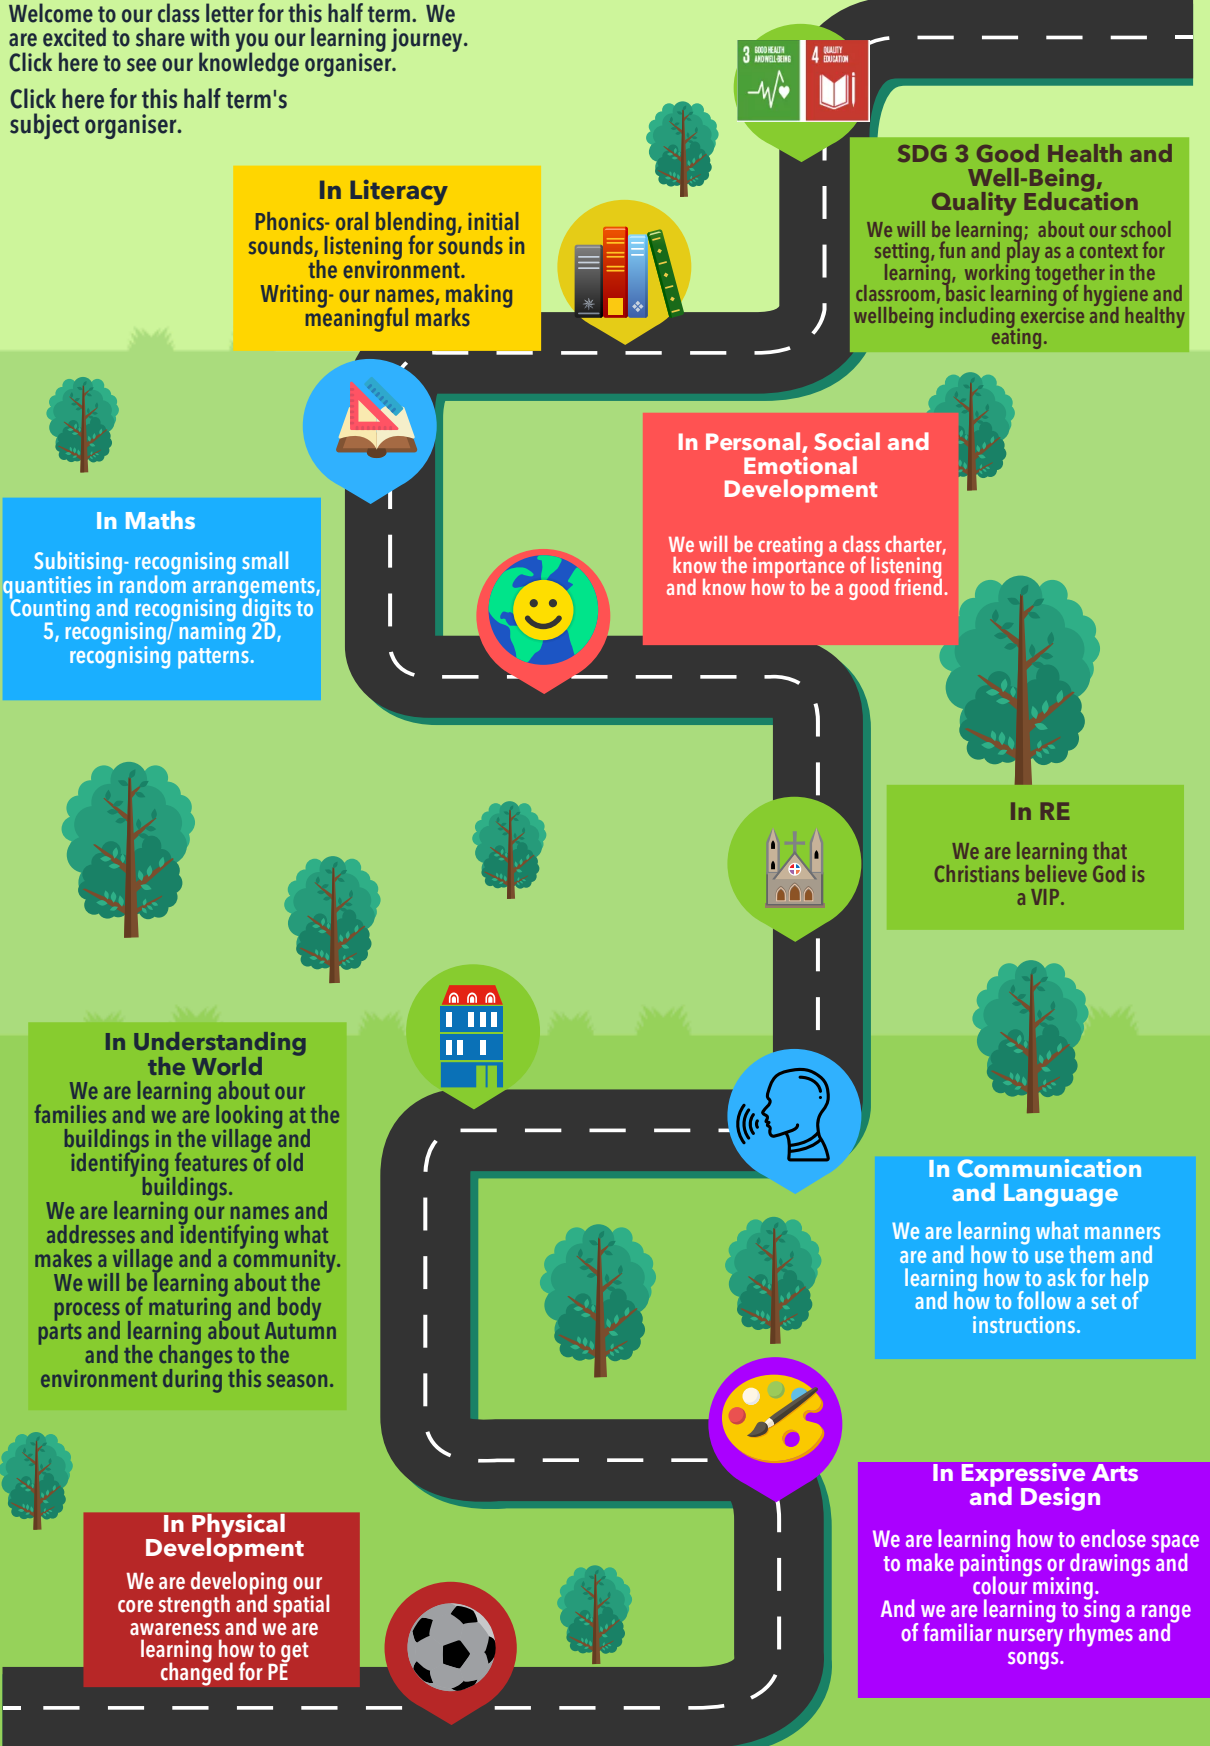 Welcome to our class letter for this half term. We
are excited to share with you our learning journey.
Click here to see our knowledge organiser.
Click here for this half term's
subject organiser.
3 GOOD HEALTH
AND WELL-BEING
4 QUALITY
EDUCATION
SDG 3 Good Health and
Well-Being,
Quality Education
We will be learning; about our school
setting, fun and play as a context for
learning, working together in the
classroom, basic learning of hygiene and
wellbeing including exercise and healthy
eating.
In Literacy
Phonics- oral blending, initial
sounds, listening for sounds in
the environment.
Writing- our names, making
meaningful marks
In Maths
Subitising- recognising small
quantities in random arrangements,
Counting and recognising digits to
5, recognising/ naming 2D,
recognising patterns.
In Personal, Social and
Emotional
Development
We will be creating a class charter,
know the importance of listening
and know how to be a good friend.
In RE
We are learning that
Christians believe God is
a VIP.
In Understanding
the World
We are learning about our
families and we are looking at the
buildings in the village and
identifying features of old
buildings.
We are learning our names and
addresses and identifying what
makes a village and a community.
We will be learning about the
process of maturing and body
parts and learning about Autumn
and the changes to the
environment during this season.
In Communication
and Language
We are learning what manners
are and how to use them and
learning how to ask for help
and how to follow a set of
instructions.
In Expressive Arts
and Design
We are learning how to enclose space
to make paintings or drawings and
colour mixing.
And we are learning to sing a range
of familiar nursery rhymes and
songs.
In Physical
Development
We are developing our
core strength and spatial
awareness and we are
learning how to get
changed for PE